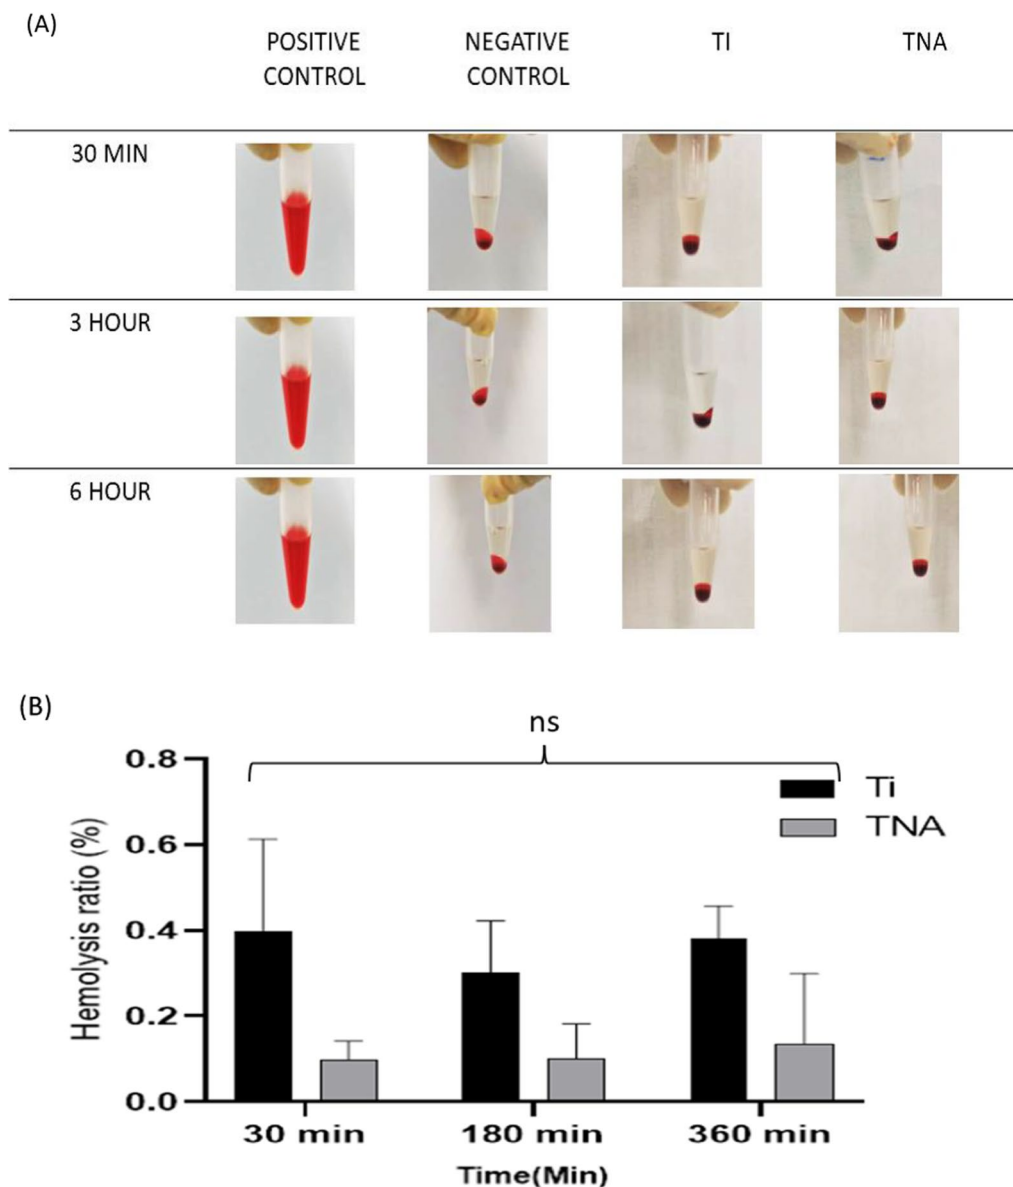 (A)
POSITIVE CONTROL
NEGATIVE CONTROL
TI
TNA
30 MIN
3 HOUR
6 HOUR
(B)
ns
0.8
0.6
0.4
0.2
0.0
Hemolysis ratio (%)
Ti
TNA
30 min
180 min
360 min
Time(Min)